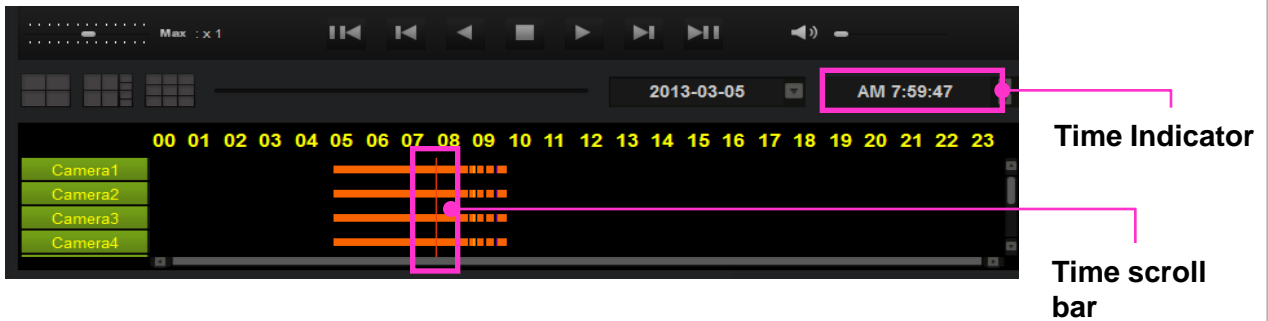 Max : x 1
2013-03-05 AM 7:59:47
Time Indicator
00 01 02 03 04 05 06 07 08 09 10 11 12 13 14 15 16 17 18 19 20 21 22 23
Camera1
Camera2
Camera3
Camera4
Time scroll
bar